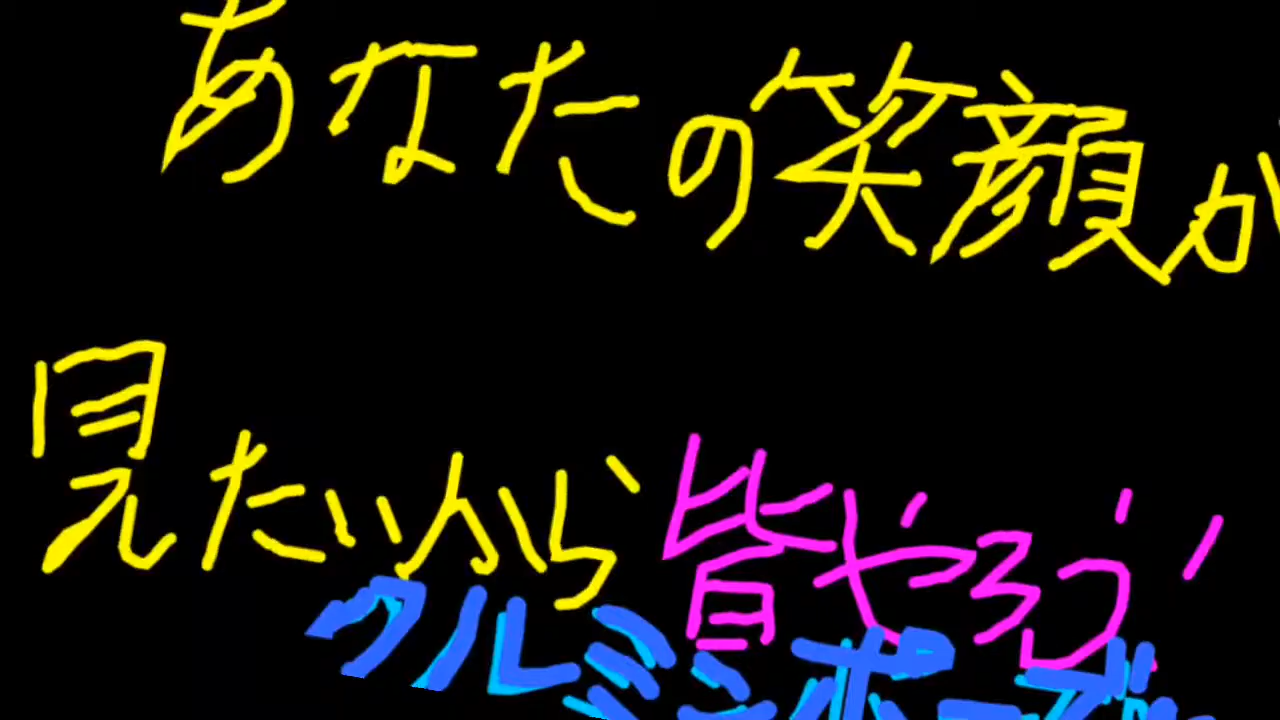 あなたの笑顔が
見たいから皆やろう!
クルミンポーズ